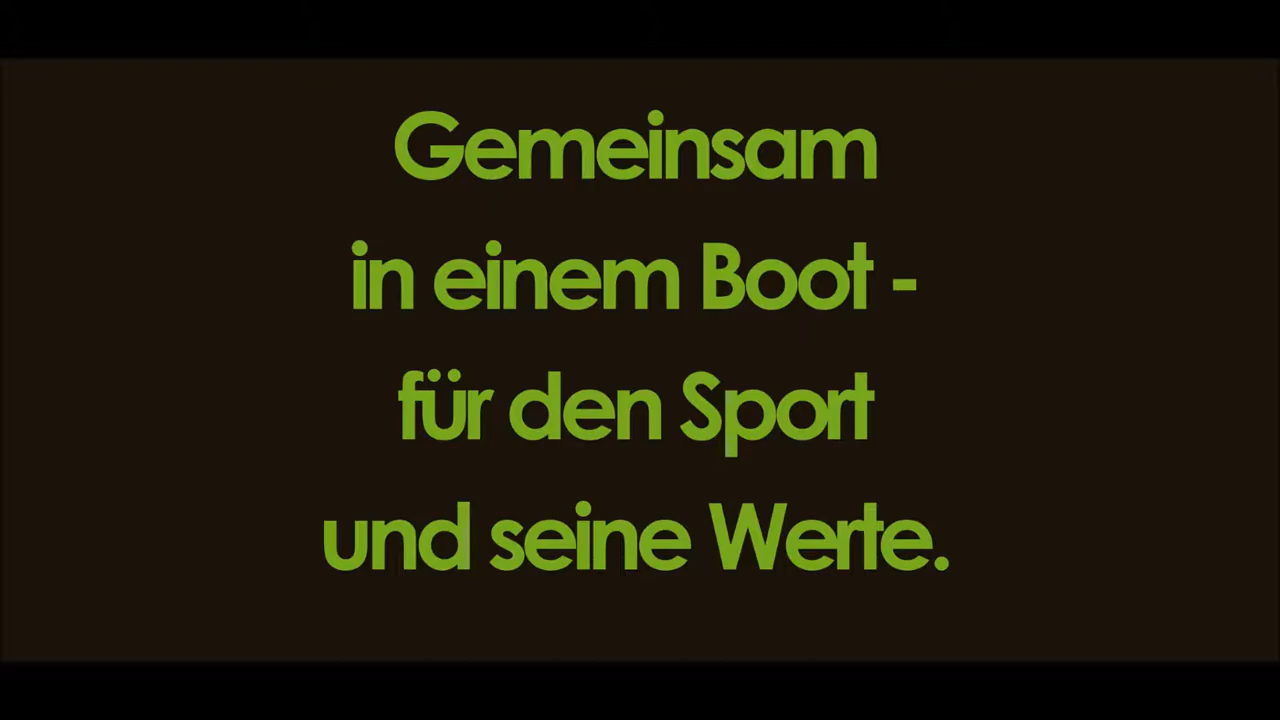 Gemeinsam
in einem Boot -
für den Sport
und seine Werte.